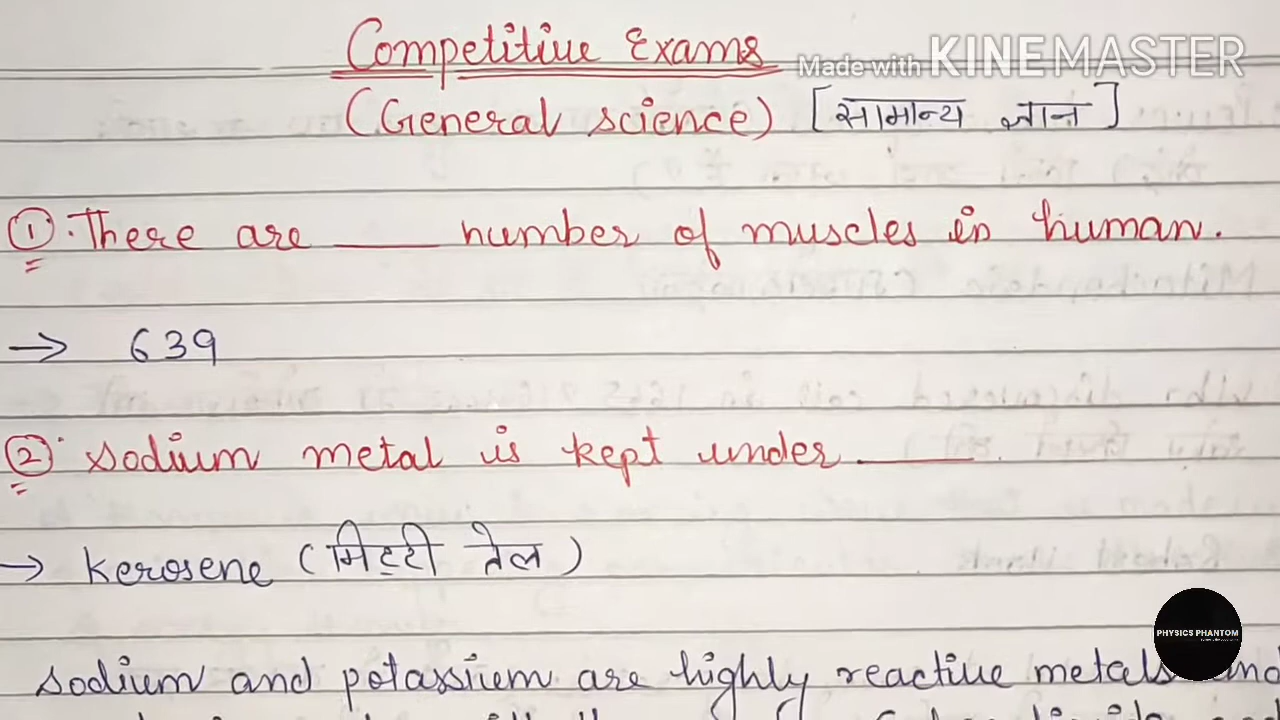 Competitive Exams
Made with KINEMASTER
(General science) [सामान्य ज्ञान]
① There are ____ number of muscles in human.
→ 639
② Sodium metal is kept under ____.
→ Kerosene (मिट्टी तेल)
PHYSICS PHANTOM
Sodium and potassium are highly reactive metals and